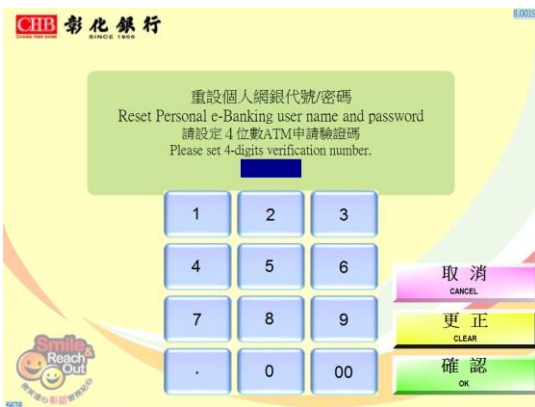 8.0019
CHB 彰化銀行
CHANG HWA BANK
SINCE 1905
重設個人網銀代號/密碼
Reset Personal e-Banking user name and password
請設定4位數ATM申請驗證碼
Please set 4-digits verification number.
1 2 3
4 5 6
7 8 9
. 0 00
取 消
CANCEL
更 正
CLEAR
確 認
OK
Smile
Reach
Out
5629